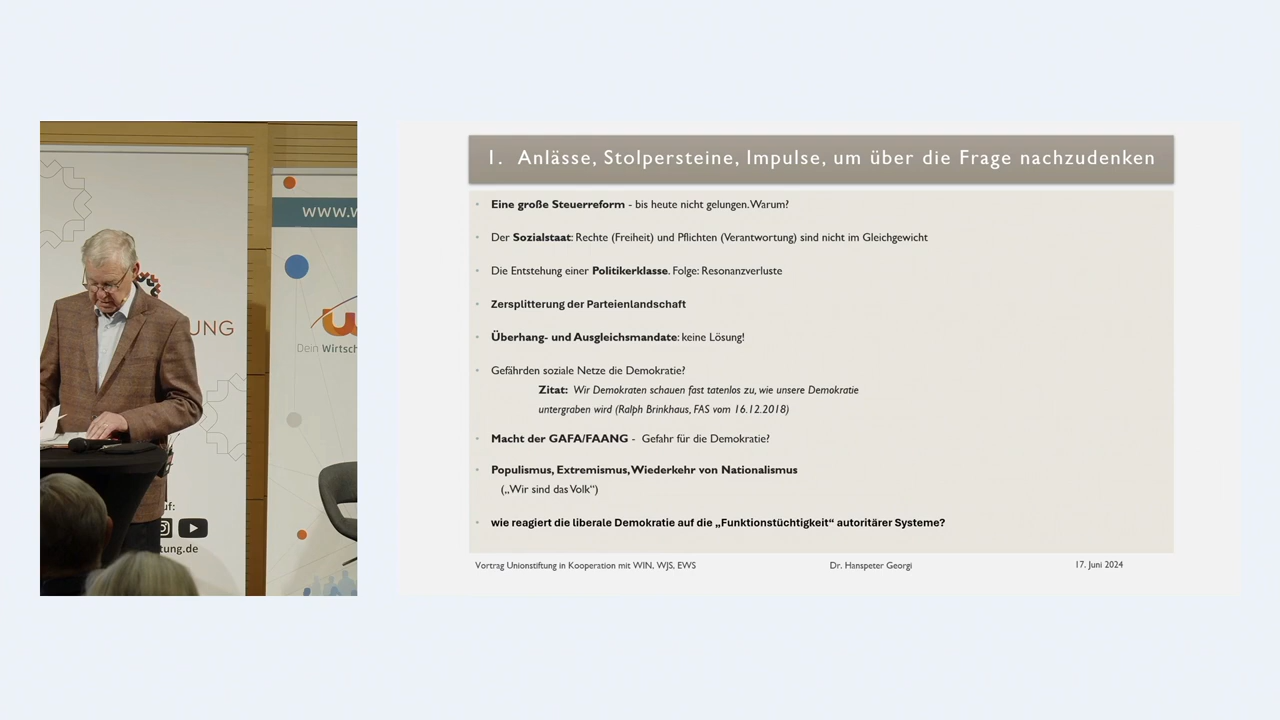 WWW.W
UNG
Dein Wirtsch
uf:
tung.de
1. Anlässe, Stolpersteine, Impulse, um über die Frage nachzudenken
• Eine große Steuerreform - bis heute nicht gelungen. Warum?
• Der Sozialstaat: Rechte (Freiheit) und Pflichten (Verantwortung) sind nicht im Gleichgewicht
• Die Entstehung einer Politikerklasse. Folge: Resonanzverluste
• Zersplitterung der Parteienlandschaft
• Überhang- und Ausgleichsmandate: keine Lösung!
• Gefährden soziale Netze die Demokratie?
Zitat: Wir Demokraten schauen fast tatenlos zu, wie unsere Demokratie
untergraben wird (Ralph Brinkhaus, FAS vom 16.12.2018)
• Macht der GAFA/FAANG - Gefahr für die Demokratie?
• Populismus, Extremismus, Wiederkehr von Nationalismus
(„Wir sind das Volk“)
• wie reagiert die liberale Demokratie auf die „Funktionstüchtigkeit“ autoritärer Systeme?
Vortrag Unionstiftung in Kooperation mit WIN, WJS, EWS
Dr. Hanspeter Georgi
17. Juni 2024